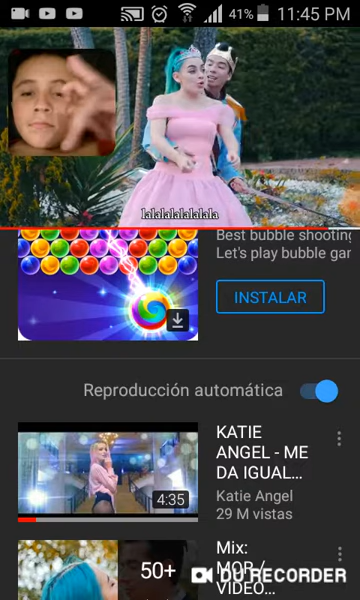 41% 11:45 PM
lalalalalalalala
Best bubble shooting
Let's play bubble gar
INSTALAR
Reproducción automática
KATIE
ANGEL - ME
DA IGUAL...
Katie Angel
29 M vistas
4:35
Mix:
MOR /
VIDEO
50+
DU RECORDER